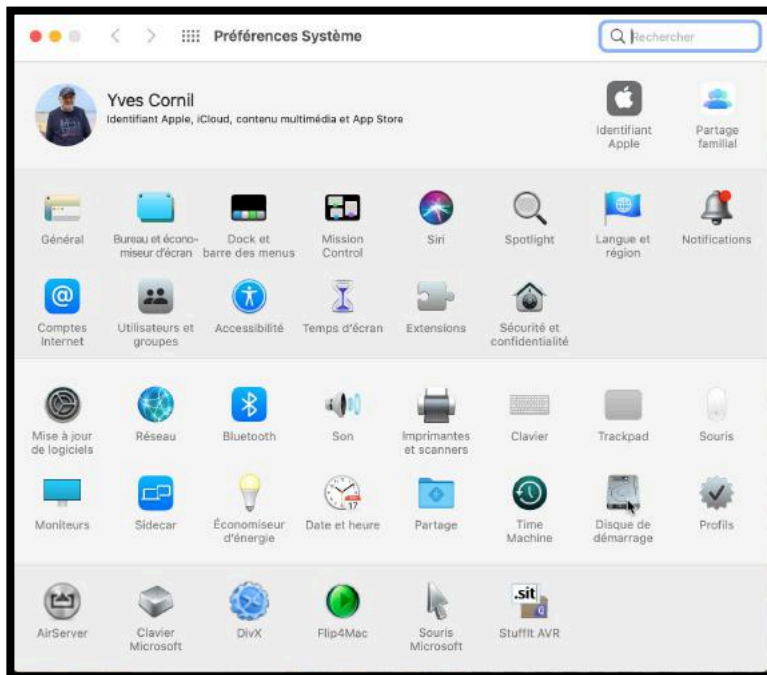 Préférences Système
Rechercher
Yves Cornil
Identifiant Apple, iCloud, contenu multimédia et App Store
Identifiant
Apple
Partage
familial
Général
Bureau et écono-
miseur d'écran
Dock et
barre des menus
Mission
Control
Siri
Spotlight
Langue et
région
Notifications
@
Comptes
Internet
Utilisateurs et
groupes
Accessibilité
Temps d'écran
Extensions
Sécurité et
confidentialité
Mise à jour
de logiciels
Réseau
Bluetooth
Son
Imprimantes
et scanners
Clavier
Trackpad
Souris
Moniteurs
Sidecar
Économiseur
d'énergie
17
Date et heure
Partage
Time
Machine
Disque de
démarrage
Profils
AirServer
Clavier
Microsoft
DivX
Flip4Mac
Souris
Microsoft
.sit
StuffIt AVR